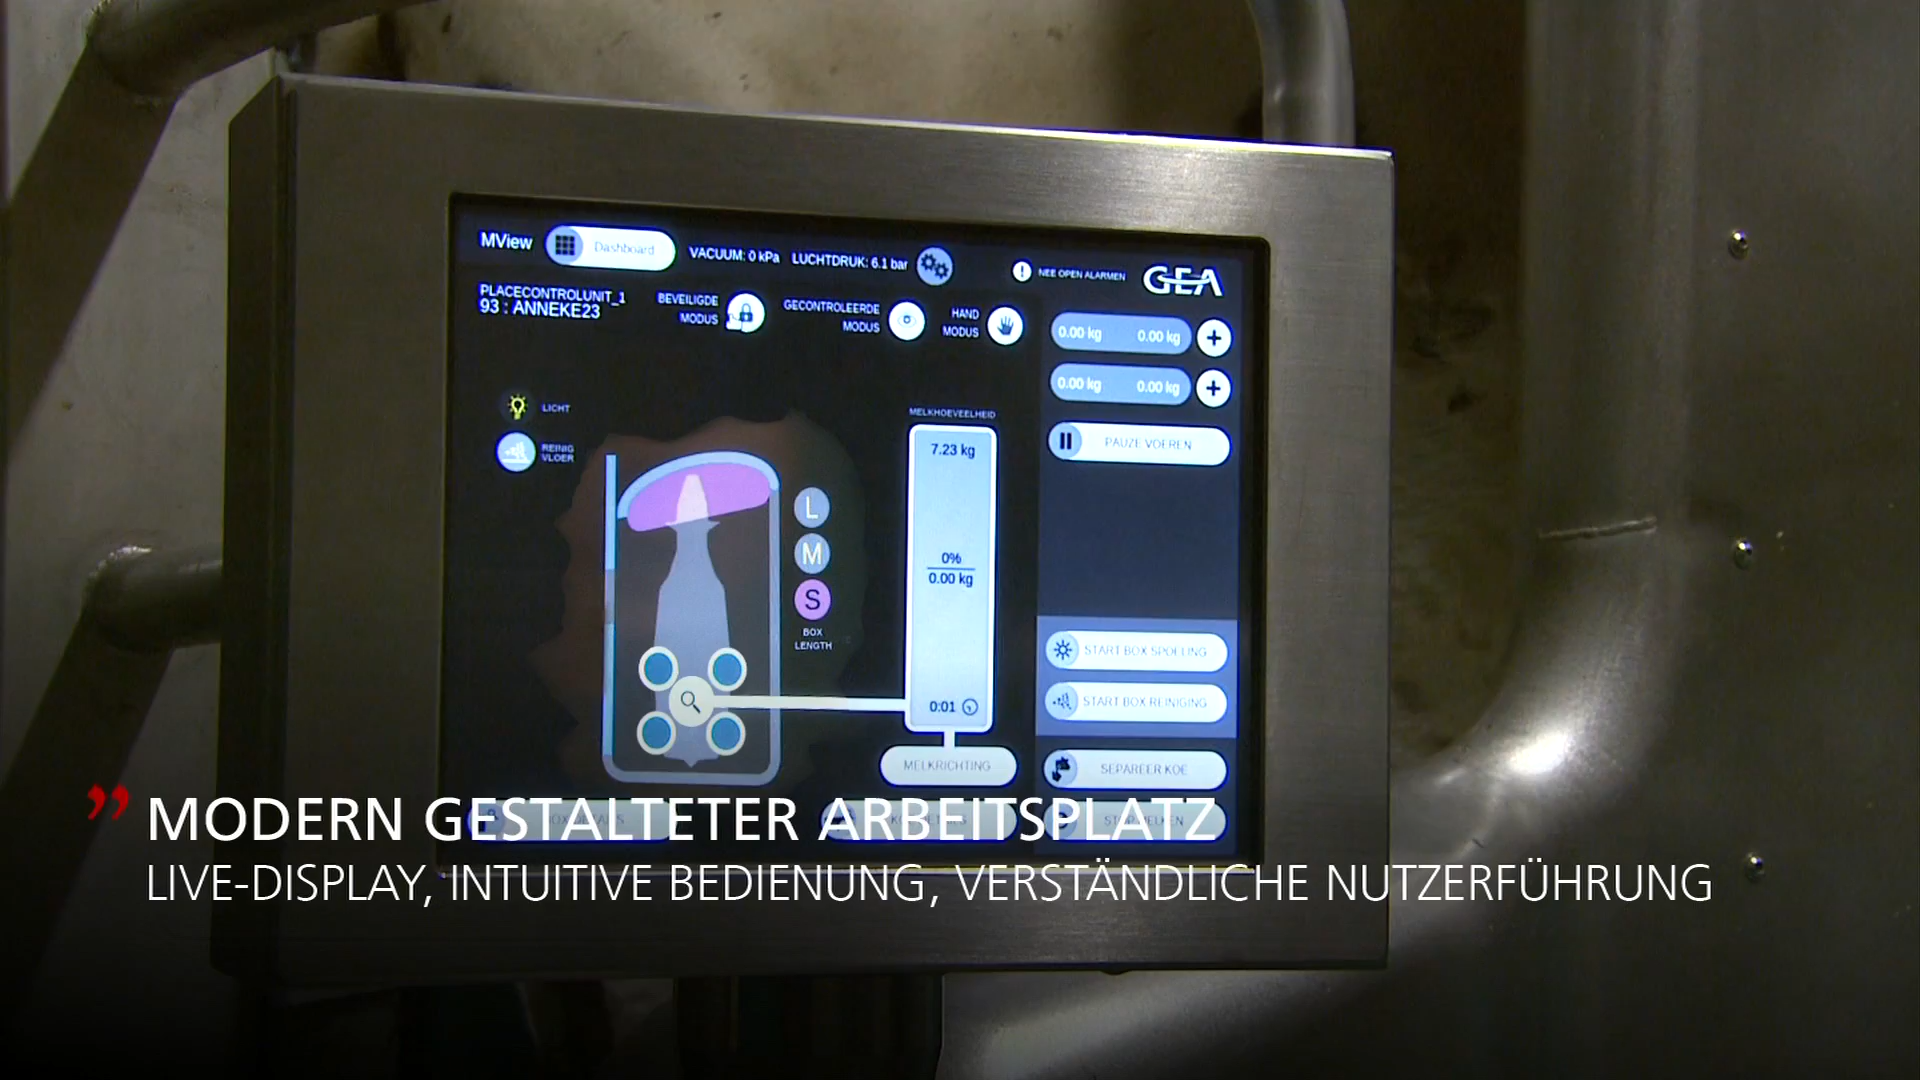 MView
Dashboard
VACUUM: 0 kPa
LUCHTDRUK: 6.1 bar
NEE OPEN ALARMEN
GEA
PLACECONTROLUNIT_1
93 : ANNEKE23
BEVEILIGDE
MODUS
GECONTROLEERDE
MODUS
HAND
MODUS
0.00 kg 0.00 kg
0.00 kg 0.00 kg
LICHT
REINIG
VLOER
MELKHOEVEELHEID
7.23 kg
PAUZE VOEREN
L
M
S
BOX
LENGTH
0%
0.00 kg
START BOX SPOELING
START BOX REINIGING
0:01
MELKRICHTING
SEPAREER KOE
STOP MELKEN
” MODERN GESTALTETER ARBEITSPLATZ
LIVE-DISPLAY, INTUITIVE BEDIENUNG, VERSTÄNDLICHE NUTZERFÜHRUNG